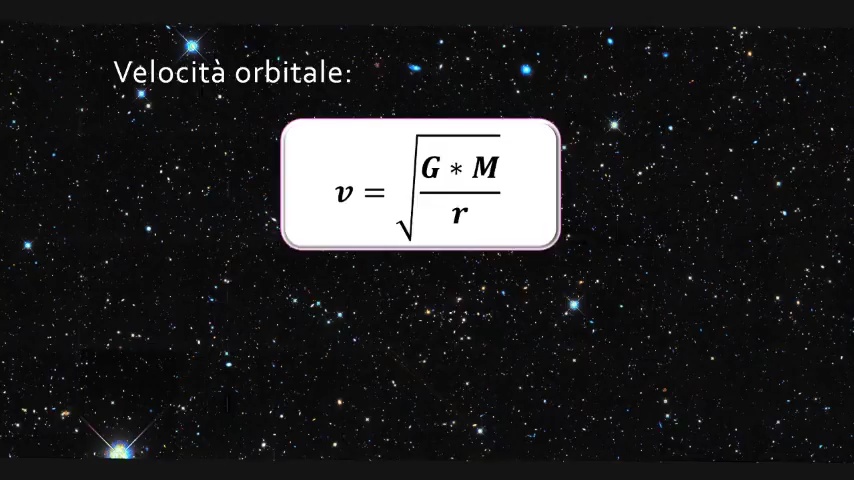 Velocità orbitale:
v = √(G * M / r)